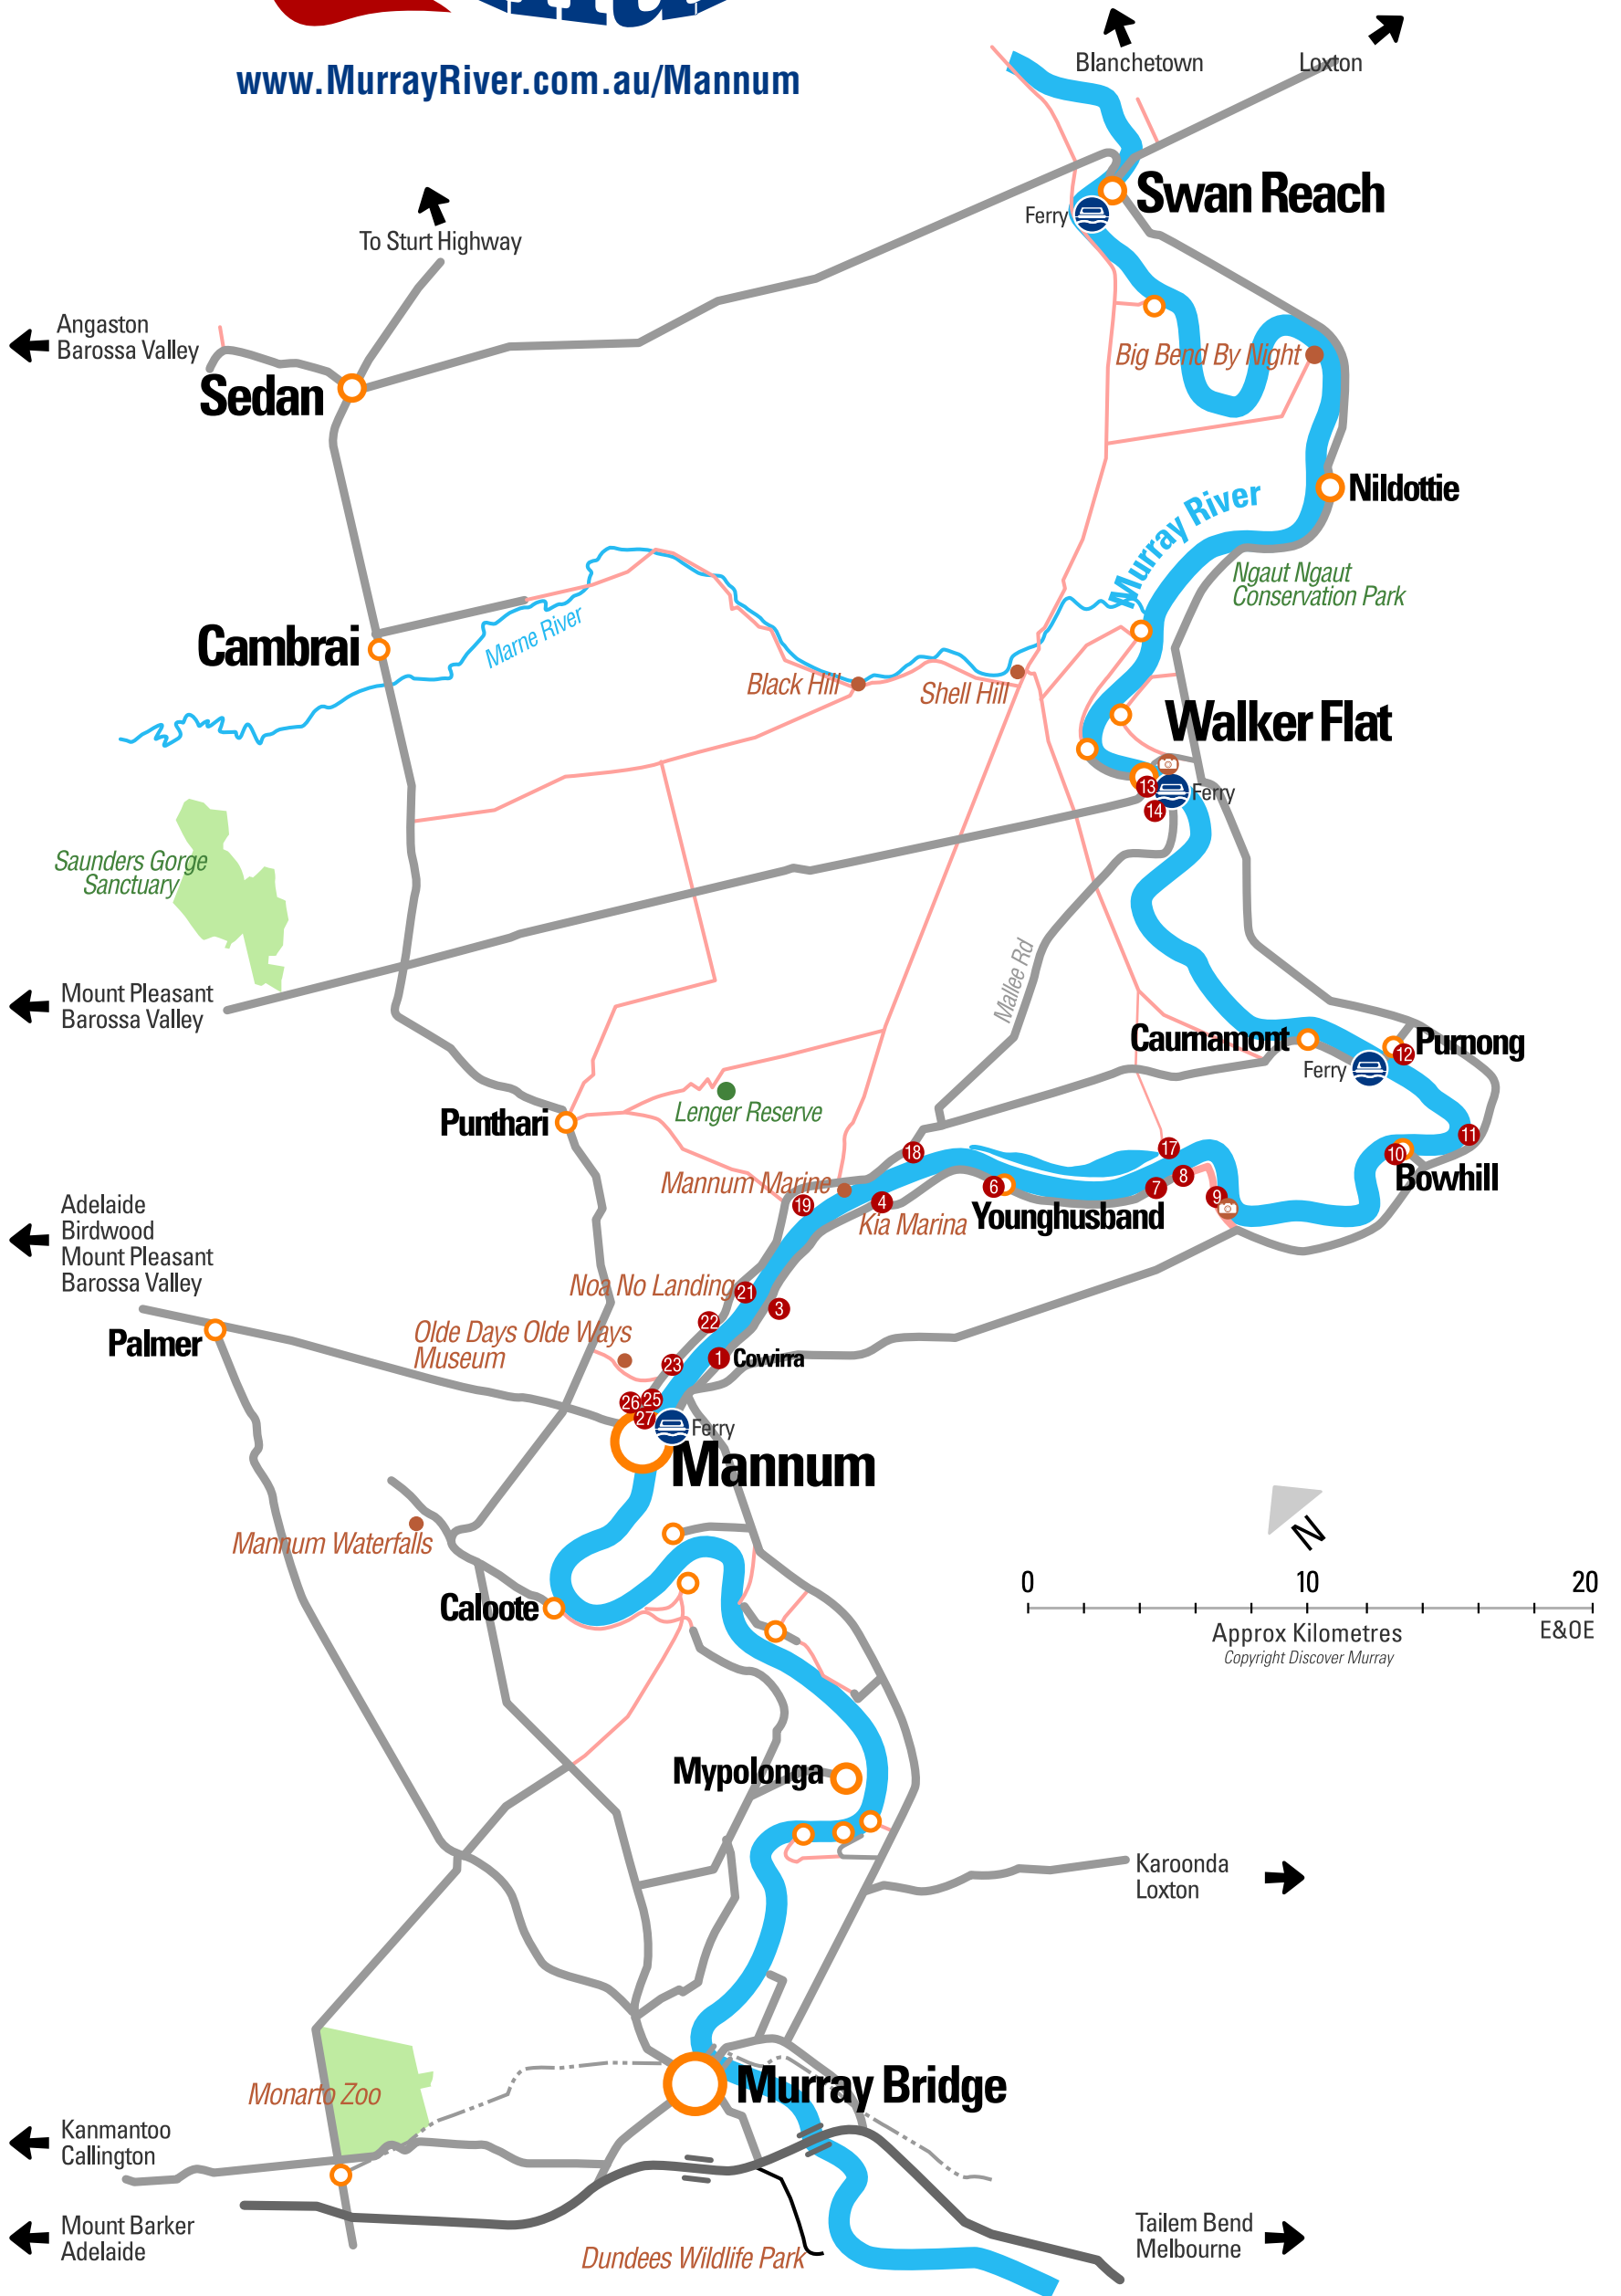 www.MurrayRiver.com.au/Mannum
Blanchetown
Loxton
Swan Reach
Ferry
To Sturt Highway
Angaston
Barossa Valley
Sedan
Big Bend By Night
Nildottie
Murray River
Ngaut Ngaut
Conservation Park
Cambrai
Marne River
Black Hill
Shell Hill
Walker Flat
13
Ferry
14
Saunders Gorge
Sanctuary
Mallee Rd
Mount Pleasant
Barossa Valley
Caurnamont
Purnong
12
Ferry
Lenger Reserve
Punthari
11
18
17
10
Bowhill
Mannum Marine
19
4
6
7
8
9
Kia Marina
Younghusband
Adelaide
Birdwood
Mount Pleasant
Barossa Valley
Noa No Landing
21
3
22
Palmer
Olde Days Olde Ways
Museum
23
1
Cowirra
26
25
27
Ferry
Mannum
Mannum Waterfalls
N
Caloote
0
10
20
Approx Kilometres
E&OE
Copyright Discover Murray
Mypolonga
Karoonda
Loxton
Murray Bridge
Monarto Zoo
Kanmantoo
Callington
Mount Barker
Adelaide
Tailem Bend
Melbourne
Dundees Wildlife Park